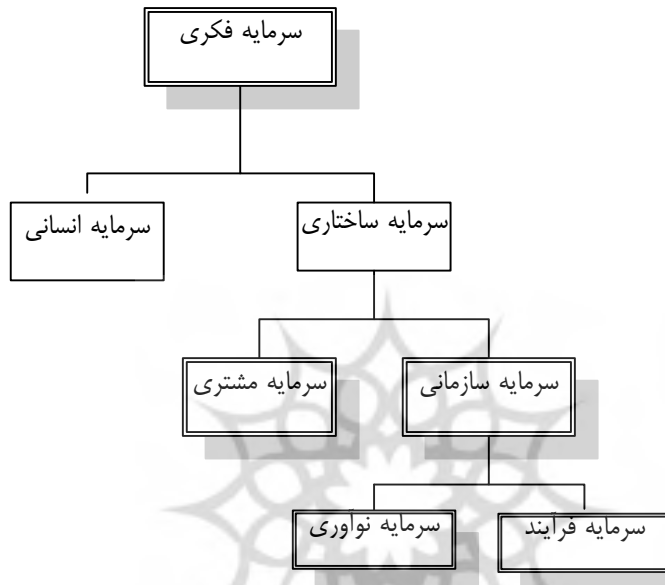 سرمایه فکری
سرمایه ساختاری
سرمایه انسانی
سرمایه سازمانی
سرمایه مشتری
سرمایه فرآیند
سرمایه نوآوری